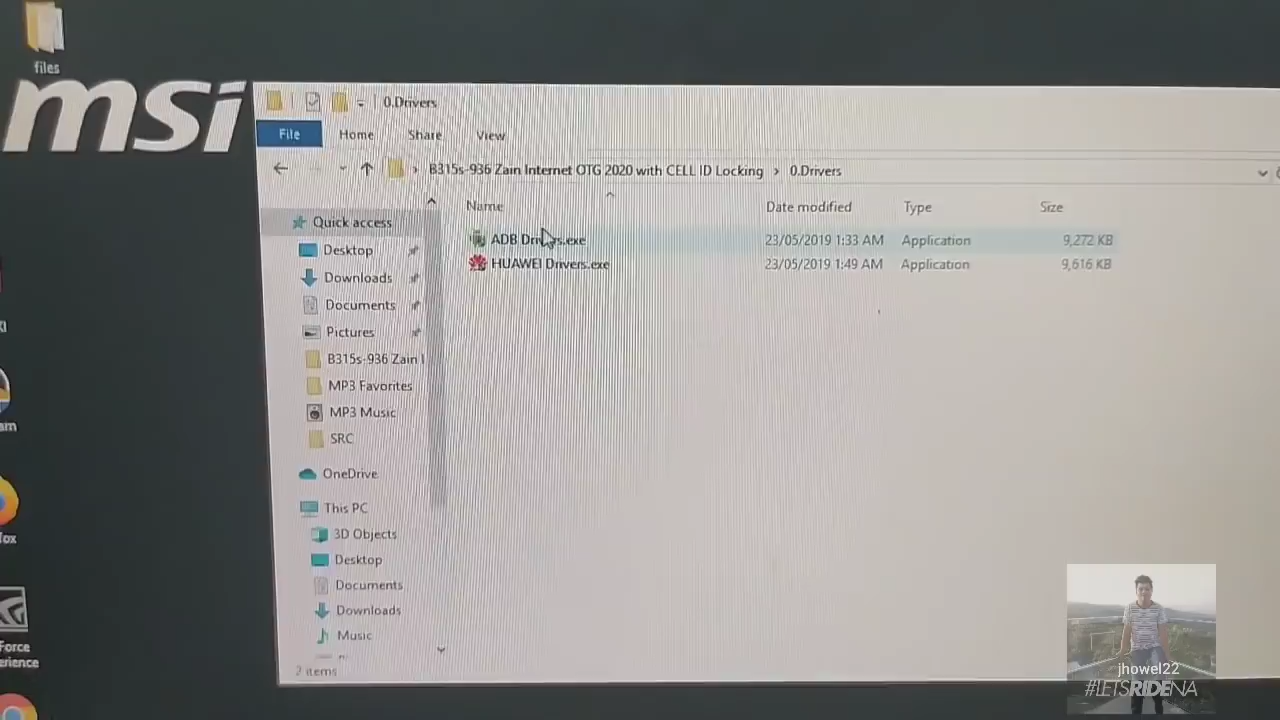 files
msi
0.Drivers
File Home Share View
B315s-936 Zain Internet OTG 2020 with CELL ID Locking > 0.Drivers
Name Date modified Type Size
ADB Drivers.exe 23/05/2019 1:33 AM Application 9,272 KB
HUAWEI Drivers.exe 23/05/2019 1:49 AM Application 9,616 KB
Quick access
Desktop
Downloads
Documents
Pictures
B315s-936 Zain I
MP3 Favorites
MP3 Music
SRC
OneDrive
This PC
3D Objects
Desktop
Documents
Downloads
Music
2 items
am
fox
Force
erience
jhowel22
#LETSRIDENA